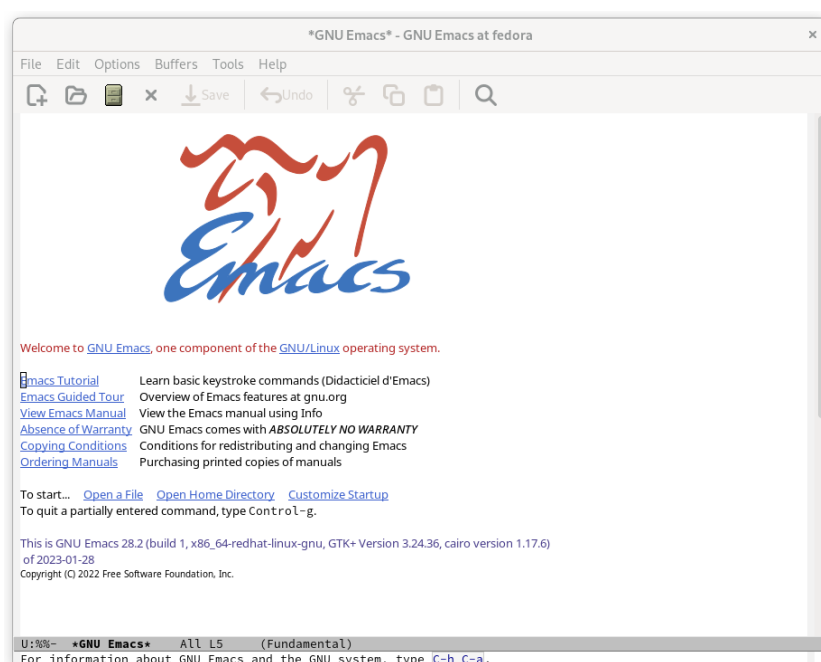 *GNU Emacs* - GNU Emacs at fedora
File Edit Options Buffers Tools Help
Save Undo
Emacs
Welcome to GNU Emacs, one component of the GNU/Linux operating system.
Emacs Tutorial Learn basic keystroke commands (Didacticiel d'Emacs)
Emacs Guided Tour Overview of Emacs features at gnu.org
View Emacs Manual View the Emacs manual using Info
Absence of Warranty GNU Emacs comes with ABSOLUTELY NO WARRANTY
Copying Conditions Conditions for redistributing and changing Emacs
Ordering Manuals Purchasing printed copies of manuals
To start... Open a File Open Home Directory Customize Startup
To quit a partially entered command, type Control-g.
This is GNU Emacs 28.2 (build 1, x86_64-redhat-linux-gnu, GTK+ Version 3.24.36, cairo version 1.17.6)
of 2023-01-28
Copyright (C) 2022 Free Software Foundation, Inc.
U:%%- *GNU Emacs* All L5 (Fundamental)
For information about GNU Emacs and the GNU system, type C-h C-a.